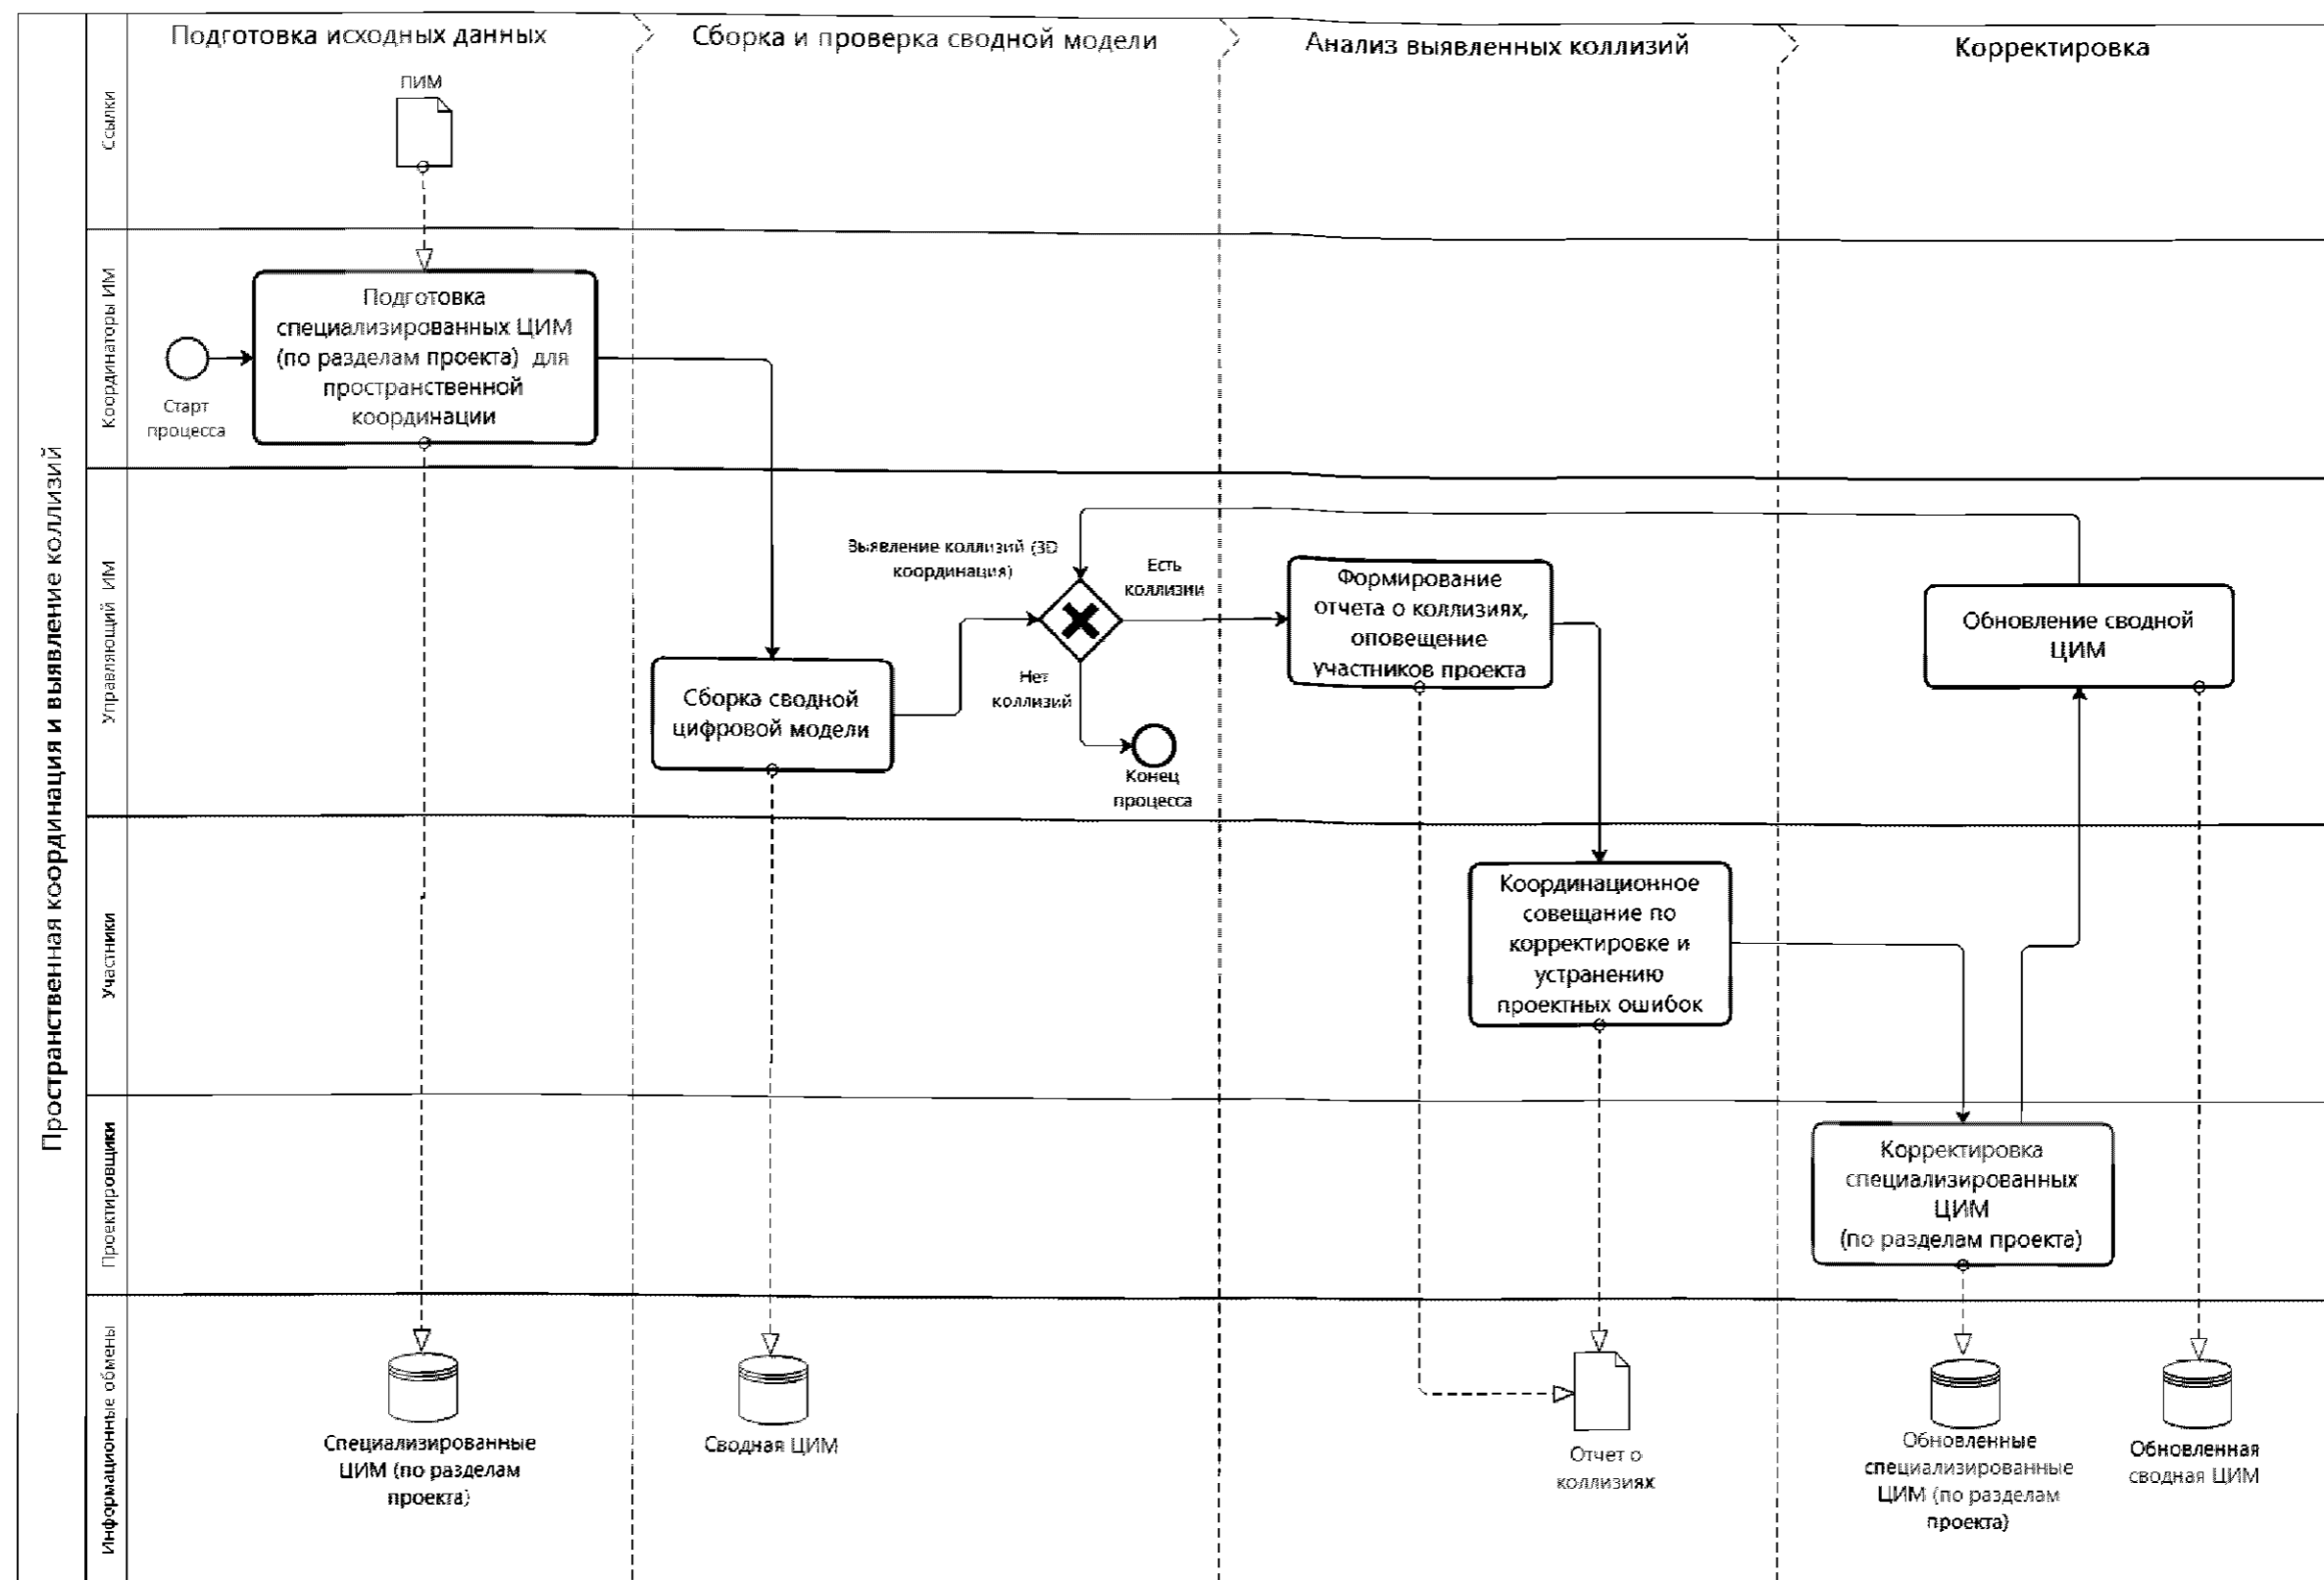 Подготовка исходных данных
Сборка и проверка сводной модели
Анализ выявленных коллизий
Корректировка
Пространственная координация и выявление коллизий
Ссылки
ПИМ
Координаторы ИМ
Старт
процесса
Подготовка
специализированных ЦИМ
(по разделам проекта) для
пространственной
координации
Управляющий ИМ
Сборка сводной
цифровой модели
Выявление коллизий (3D
координация)
Есть
коллизии
Нет
коллизий
Конец
процесса
Формирование
отчета о коллизиях,
оповещение
участников проекта
Обновление сводной
ЦИМ
Участники
Координационное
совещание по
корректировке и
устранению
проектных ошибок
Проектировщики
Корректировка
специализированных
ЦИМ
(по разделам проекта)
Информационные обмены
Специализированные
ЦИМ (по разделам
проекта)
Сводная ЦИМ
Отчет о
коллизиях
Обновленные
специализированные
ЦИМ (по разделам
проекта)
Обновленная
сводная ЦИМ